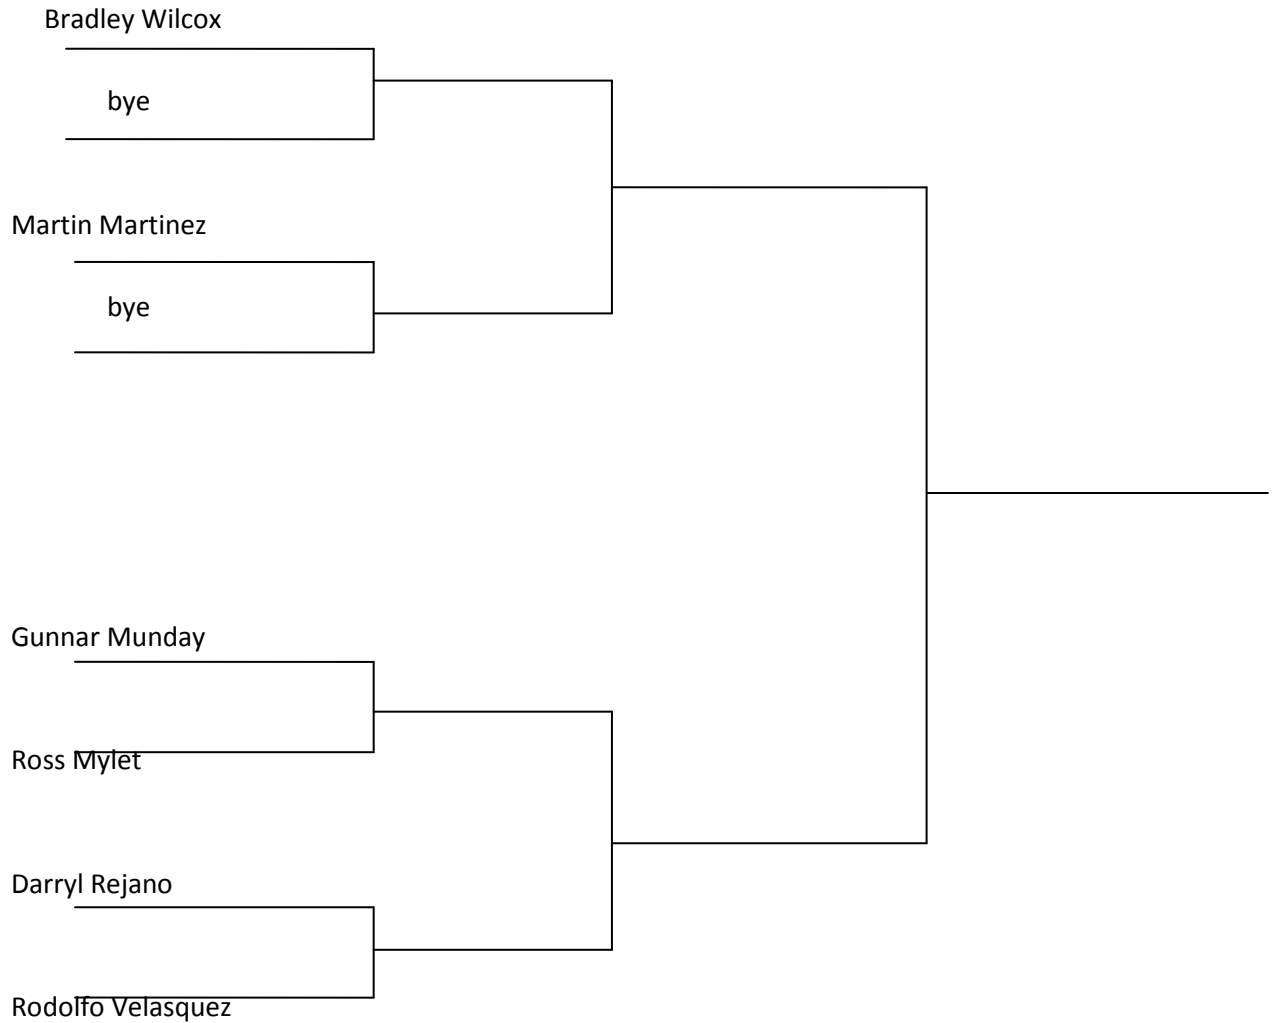 Bradley Wilcox
bye
Martin Martinez
bye
Gunnar Munday
Ross Mylet
Darryl Rejano
Rodolfo Velasquez